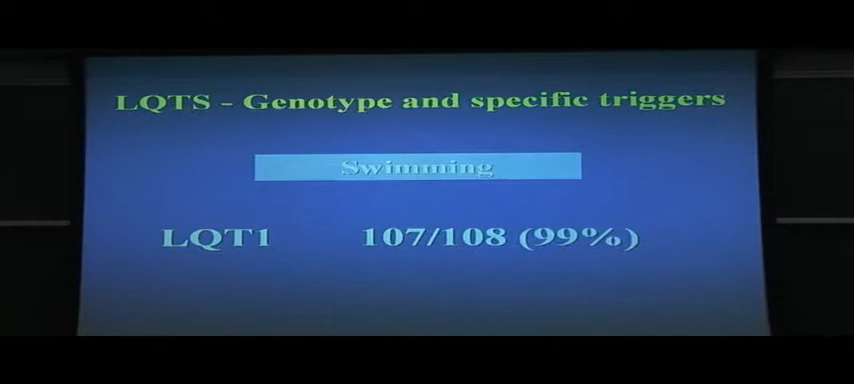 LQTS - Genotype and specific triggers
Swimming
LQT1 107/108 (99%)